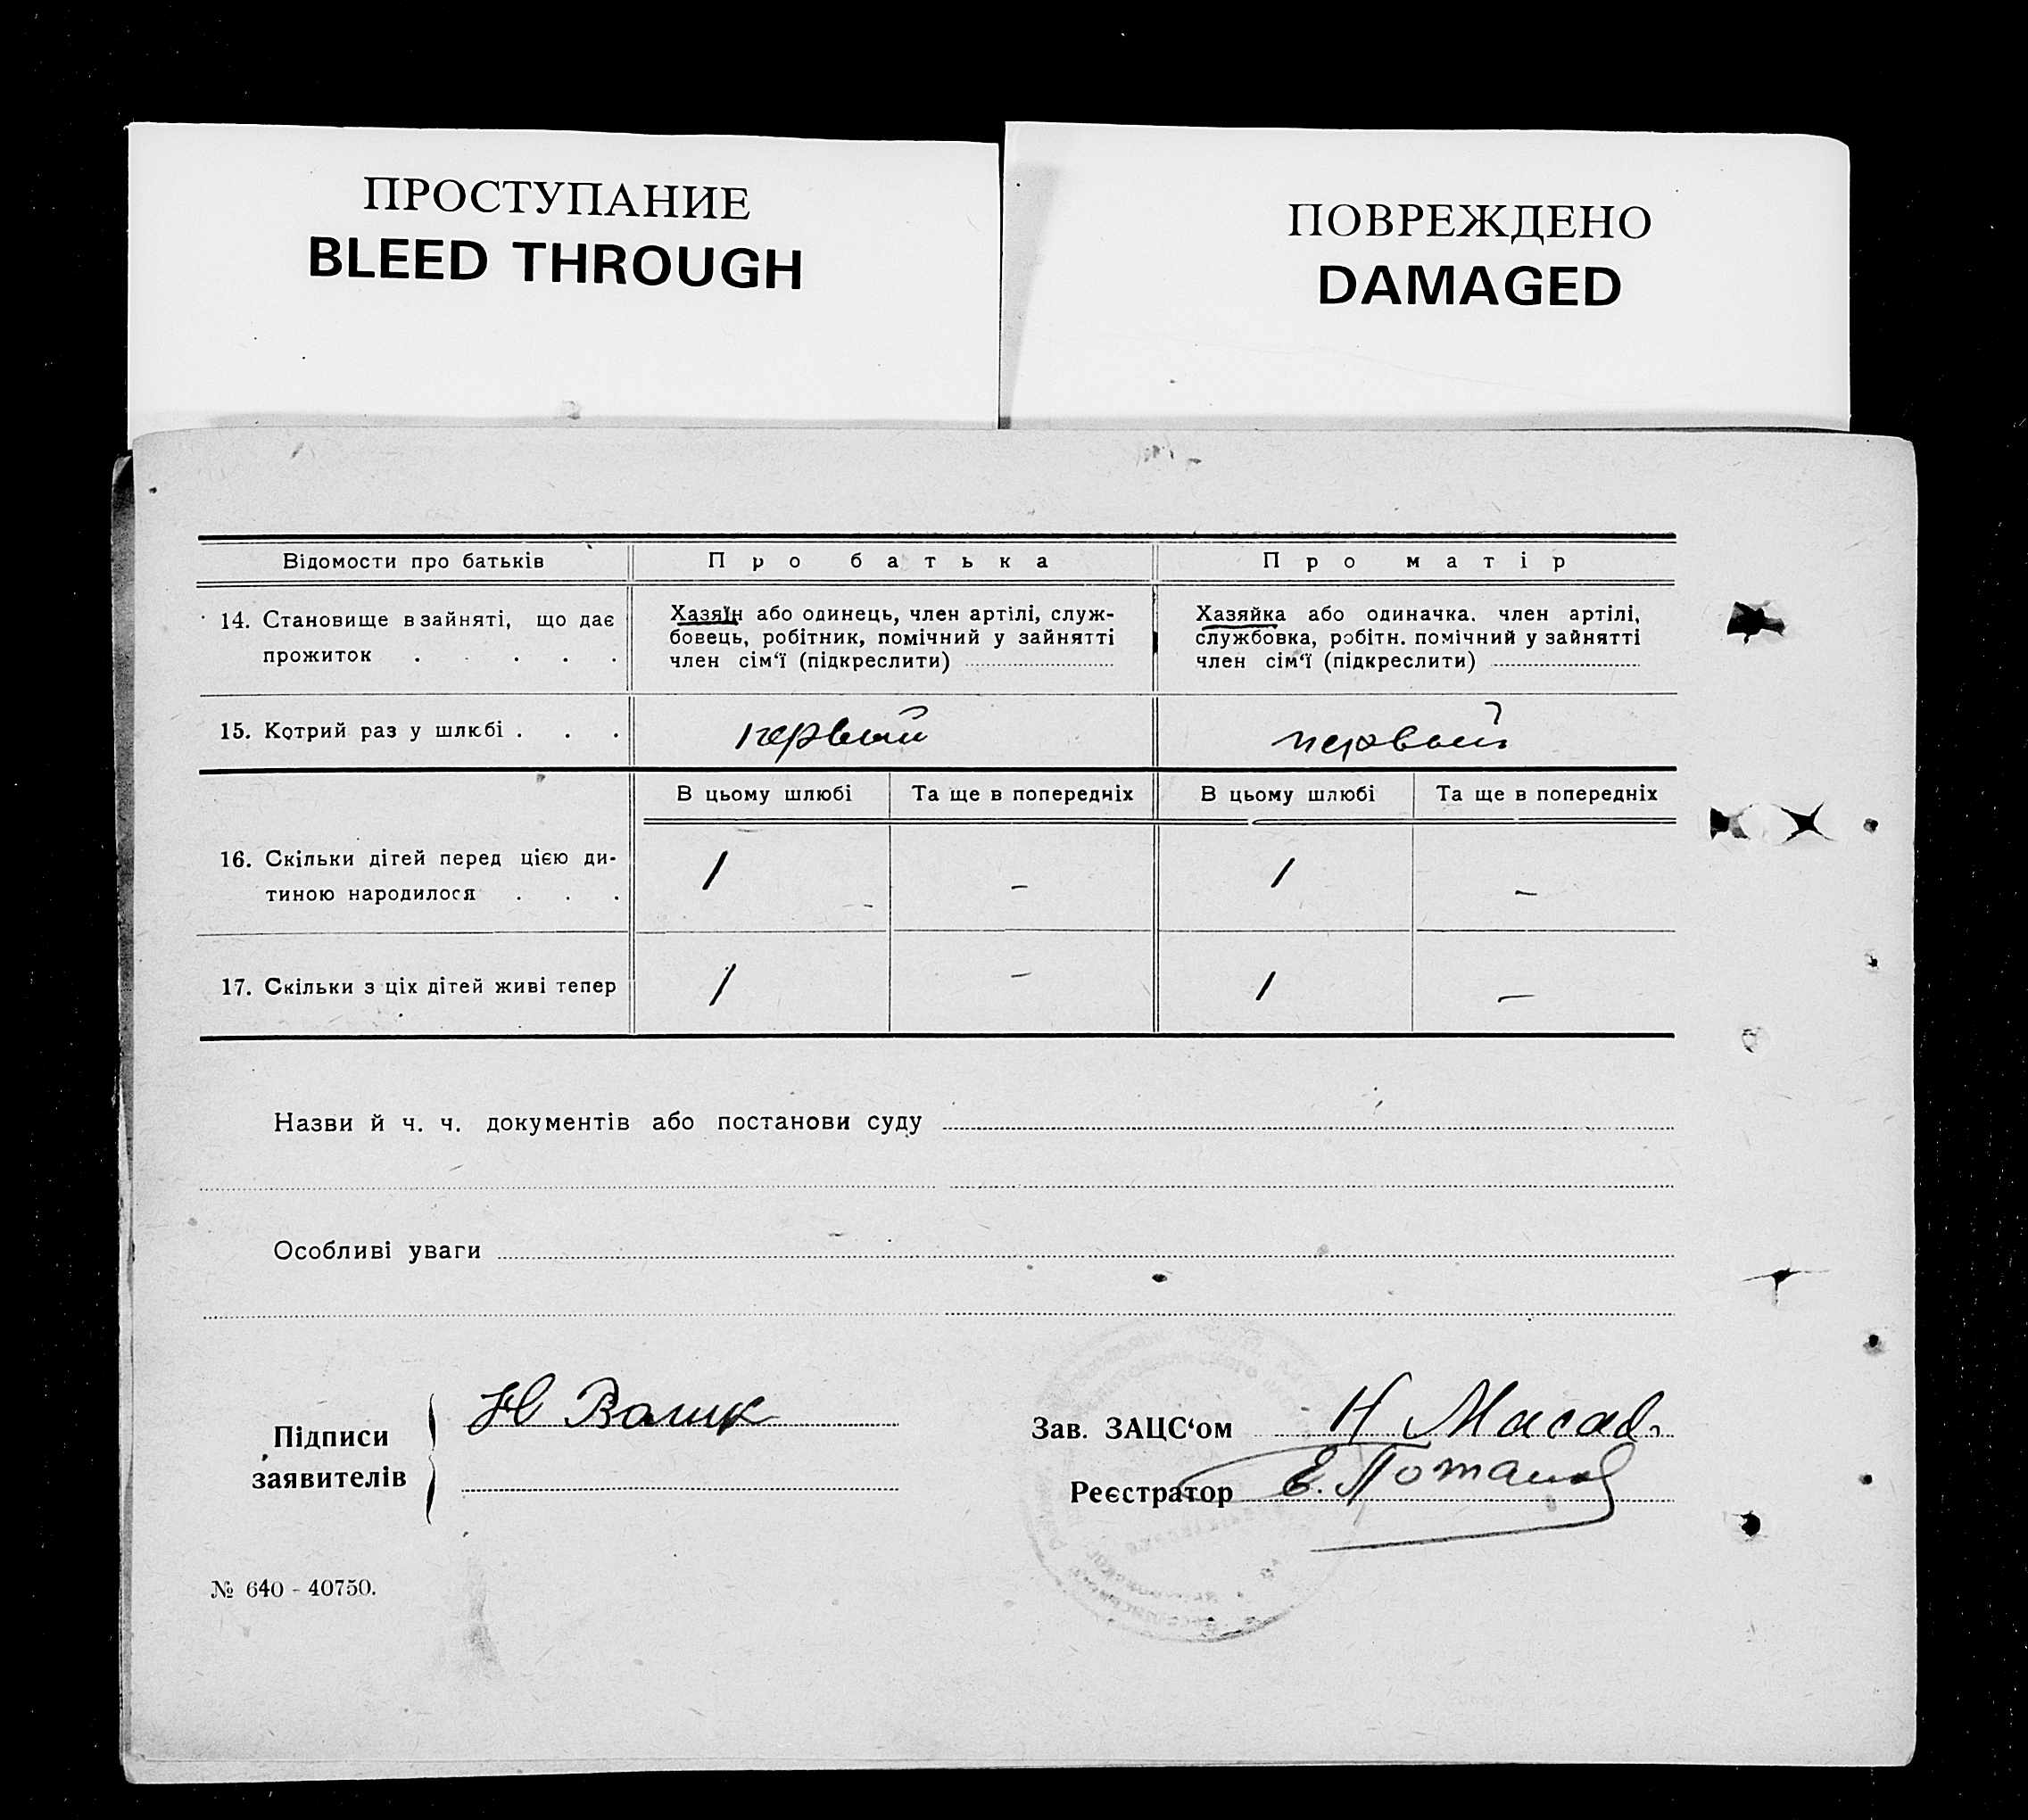 ПРОСТУПАНИЕ
BLEED THROUGH
ПОВРЕЖДЕНО
DAMAGED
Відомости про батьків
Про батька
Про матір
14. Становище в зайняті, що дає
прожиток . . . . .
Хазяїн або одинець, член артілі, служ-
бовець, робітник, помічний у зайнятті
член сім‘ї (підкреслити)
Хазяйка або одиначка. член артілі,
службовка, робітн. помічний у зайнятті
член сім‘ї (підкреслити)
15. Котрий раз у шлюбі . . .
первый
первый
В цьому шлюбі
Та ще в попередніх
В цьому шлюбі
Та ще в попередніх
16. Скільки дітей перед цією ди-
тиною народилося . . .
1 – 1 –
17. Скільки з ціх дітей живі тепер
1 – 1 –
Назви й ч. ч. документів або постанови суду
Особливі уваги
Підписи
заявителів
Зав. ЗАЦС‘ом
Н
Реєстратор
Е.
№ 640 - 40750.